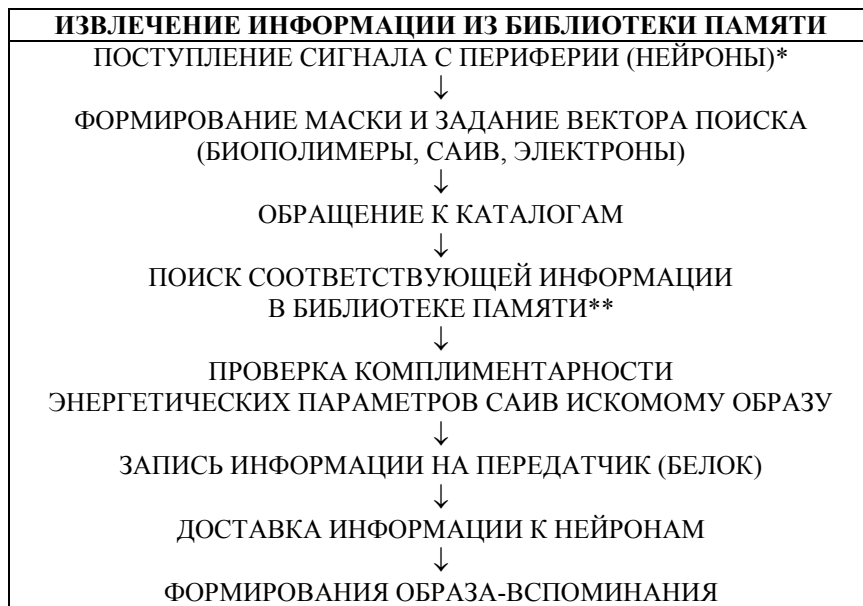 ИЗВЛЕЧЕНИЕ ИНФОРМАЦИИ ИЗ БИБЛИОТЕКИ ПАМЯТИ
ПОСТУПЛЕНИЕ СИГНАЛА С ПЕРИФЕРИИ (НЕЙРОНЫ)*
↓
ФОРМИРОВАНИЕ МАСКИ И ЗАДАНИЕ ВЕКТОРА ПОИСКА
(БИОПОЛИМЕРЫ, САИВ, ЭЛЕКТРОНЫ)
↓
ОБРАЩЕНИЕ К КАТАЛОГАМ
↓
ПОИСК СООТВЕТСТВУЮЩЕЙ ИНФОРМАЦИИ
В БИБЛИОТЕКЕ ПАМЯТИ**
↓
ПРОВЕРКА КОМПЛИМЕНТАРНОСТИ
ЭНЕРГЕТИЧЕСКИХ ПАРАМЕТРОВ САИВ ИСКОМОМУ ОБРАЗУ
↓
ЗАПИСЬ ИНФОРМАЦИИ НА ПЕРЕДАТЧИК (БЕЛОК)
↓
ДОСТАВКА ИНФОРМАЦИИ К НЕЙРОНАМ
↓
ФОРМИРОВАНИЯ ОБРАЗА-ВСПОМИНАНИЯ